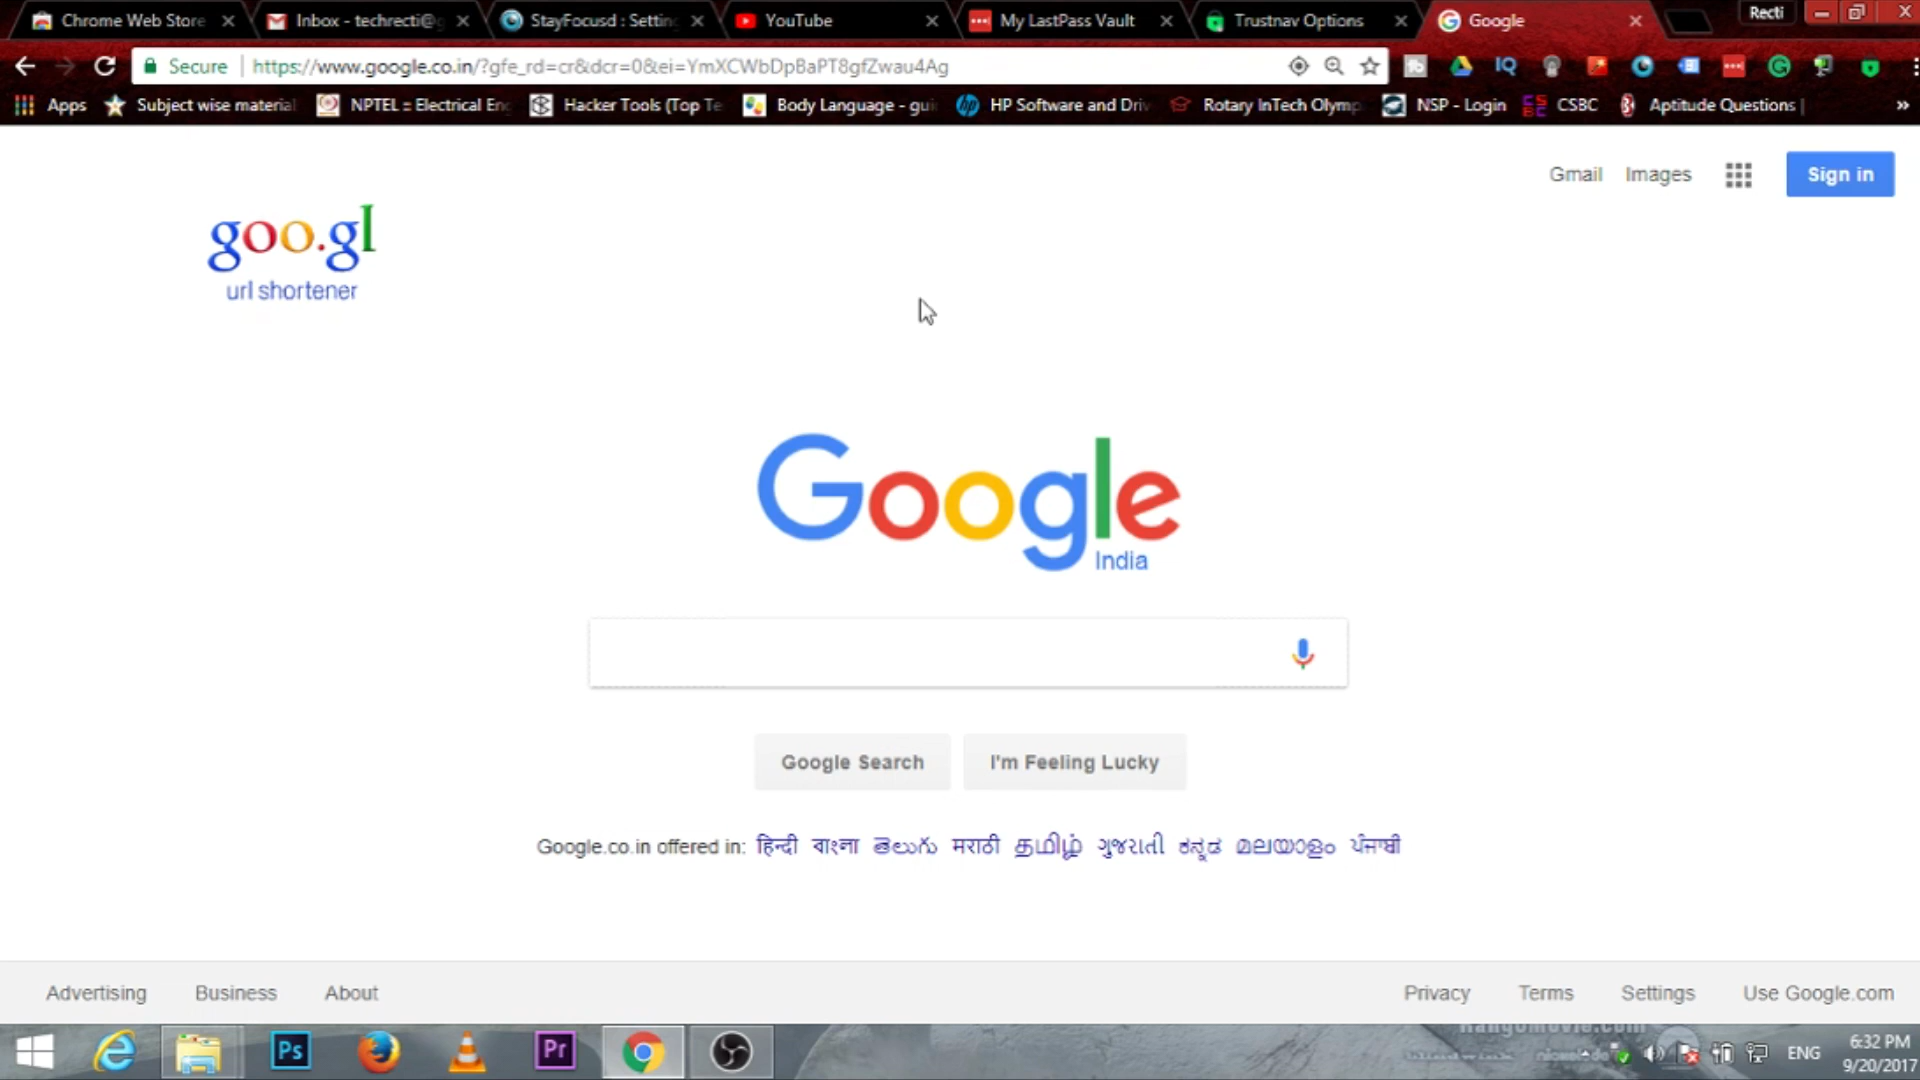 Chrome Web Store
Inbox - techrecti@g
StayFocusd : Settin
YouTube
My LastPass Vault
Trustnav Options
Google
Recti
Secure
https://www.google.co.in/?gfe_rd=cr&dcr=0&ei=YmXCWbDpBaPT8gfZwau4Ag
IQ
Apps
Subject wise material
NPTEL :: Electrical Eng
Hacker Tools (Top Te
Body Language - gui
HP Software and Driv
Rotary InTech Olymp
NSP - Login
CSBC
Aptitude Questions |
»
Gmail
Images
Sign in
goo.gl
url shortener
Google
India
Google Search
I'm Feeling Lucky
Google.co.in offered in: हिन्दी বাংলা తెలుగు मराठी தமிழ் ગુજરાતી ಕನ್ನಡ മലയാളം ਪੰਜਾਬੀ
Advertising
Business
About
Privacy
Terms
Settings
Use Google.com
Ps
Pr
ENG
6:32 PM
9/20/2017